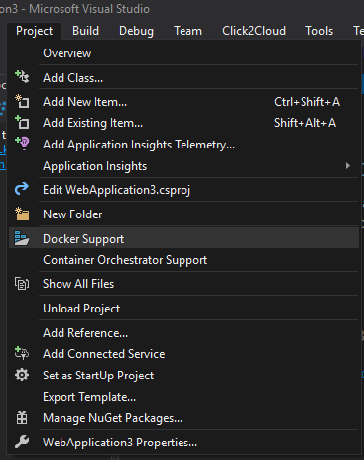 on3 - Microsoft Visual Studio
Project Build Debug Team Click2Cloud Tools
Overview
Add Class...
Add New Item... Ctrl+Shift+A
Add Existing Item... Shift+Alt+A
Add Application Insights Telemetry...
Application Insights
Edit WebApplication3.csproj
New Folder
Docker Support
Container Orchestrator Support
Show All Files
Unload Project
Add Reference...
Add Connected Service
Set as StartUp Project
Export Template...
Manage NuGet Packages...
WebApplication3 Properties...